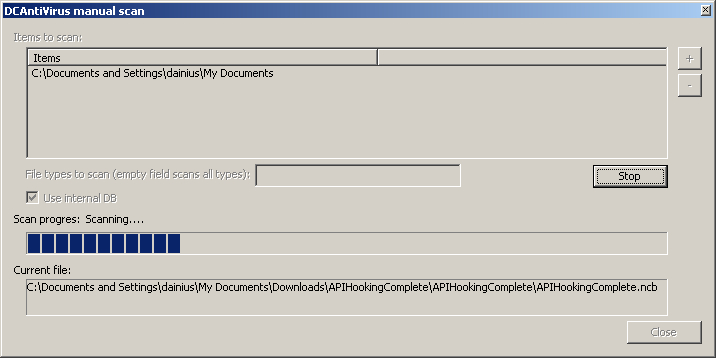 DCAntiVirus manual scan
Items to scan:
Items
+
C:\Documents and Settings\dainius\My Documents
-
File types to scan (empty field scans all types):
Stop
Use internal DB
Scan progres: Scanning....
Current file:
C:\Documents and Settings\dainius\My Documents\Downloads\APIHookingComplete\APIHookingComplete\APIHookingComplete.ncb
Close